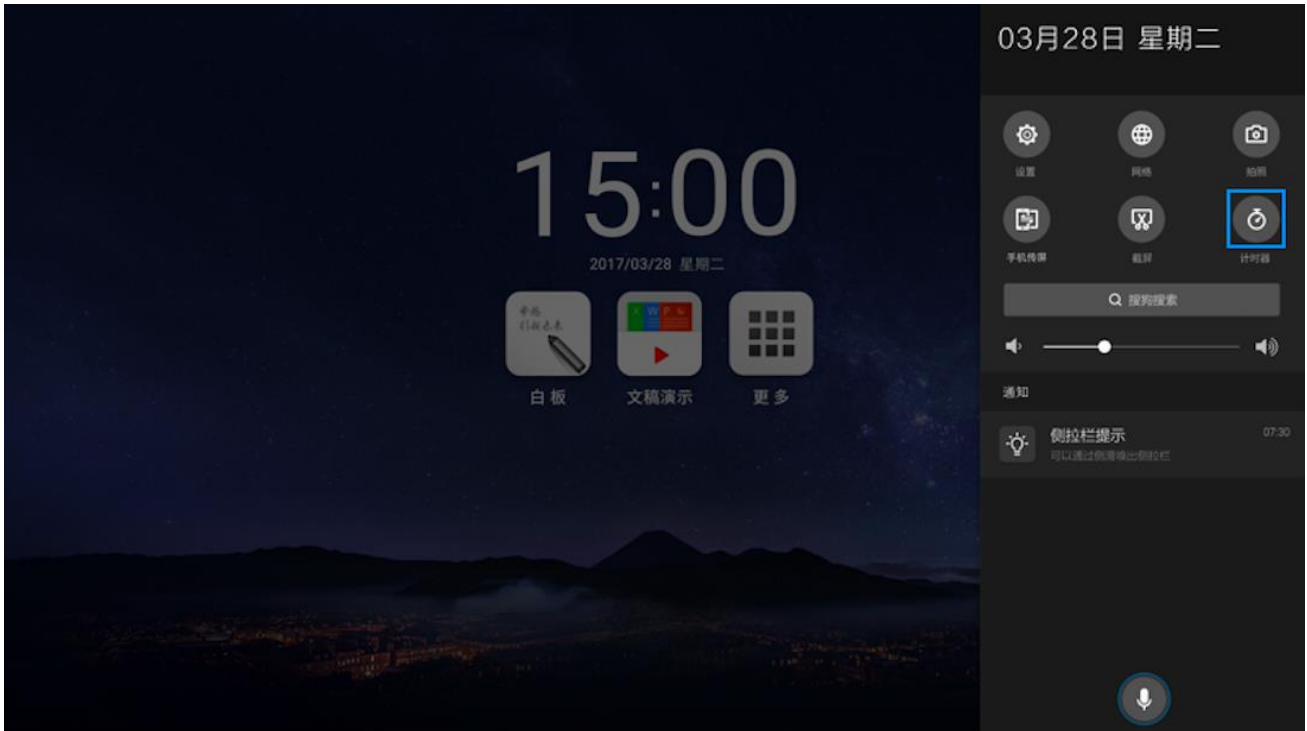 03月28日 星期二
15:00
2017/03/28 星期二
白板
文稿演示
更多
X W P
设置
网络
拍照
手机传屏
截屏
计时器
搜狗搜索
通知
侧拉栏提示
07:30
可以通过侧滑唤出侧拉栏